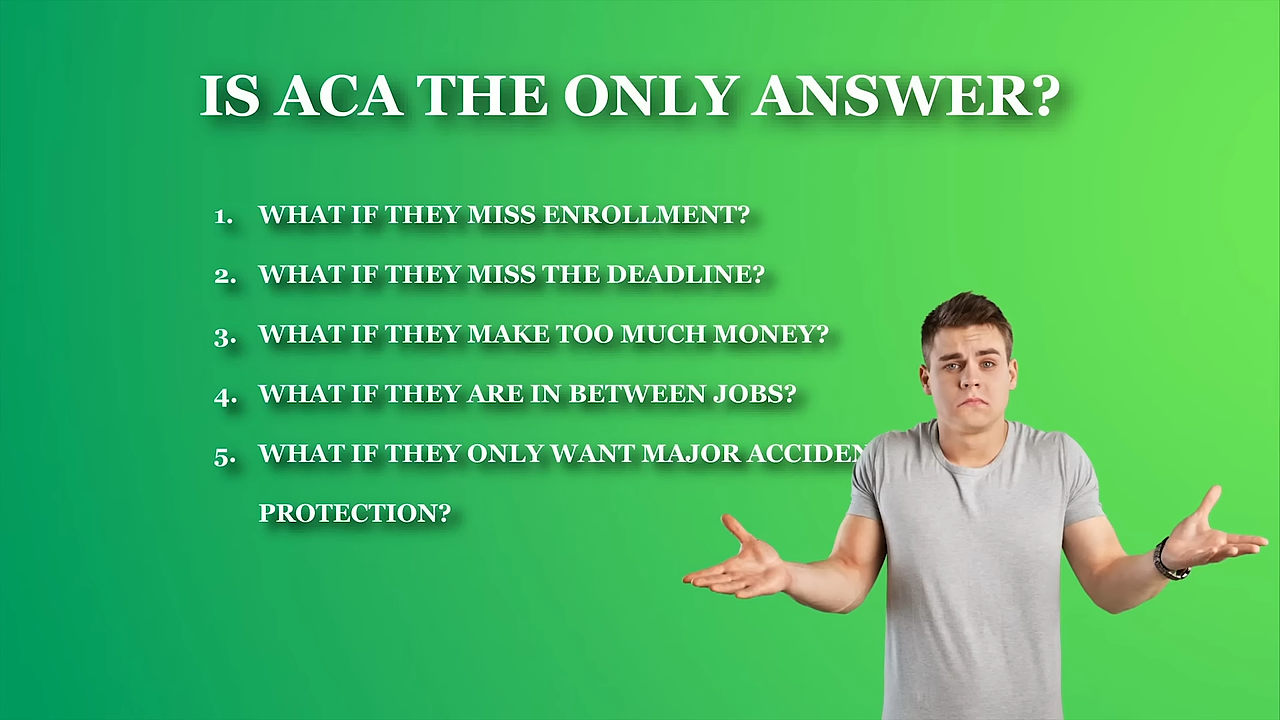 IS ACA THE ONLY ANSWER?
1. WHAT IF THEY MISS ENROLLMENT?
2. WHAT IF THEY MISS THE DEADLINE?
3. WHAT IF THEY MAKE TOO MUCH MONEY?
4. WHAT IF THEY ARE IN BETWEEN JOBS?
5. WHAT IF THEY ONLY WANT MAJOR
PROTECTION?